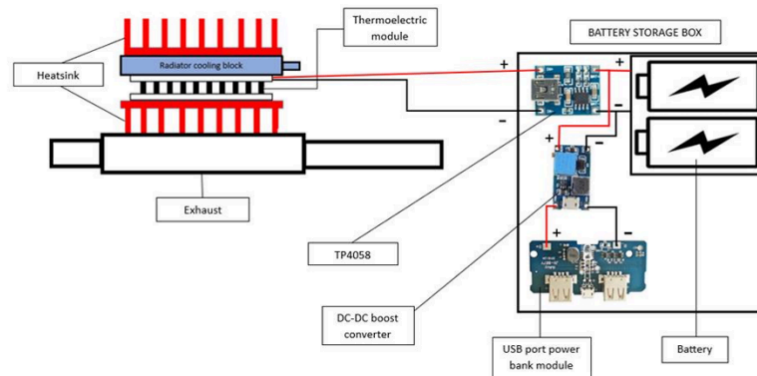 Thermoelectric
module
BATTERY STORAGE BOX
Heatsink
Radiator cooling block
+
+
-
-
+
-
+
-
Exhaust
TP4058
DC-DC boost
converter
USB port power
bank module
Battery